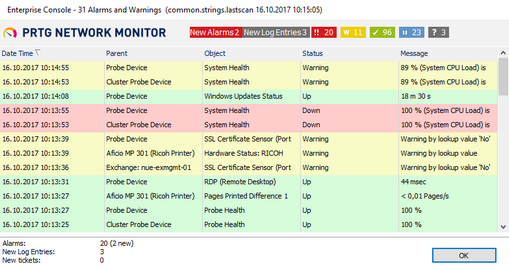 Enterprise Console - 31 Alarms and Warnings (common.strings.lastscan 16.10.2017 10:15:05)
PRTG NETWORK MONITOR New Alarms 2 New Log Entries 3 !! 20 W 11 ✓ 96 II 23 ? 3
Date Time Parent Object Status Message
16.10.2017 10:14:55 Probe Device System Health Warning 89 % (System CPU Load) is
16.10.2017 10:14:53 Cluster Probe Device System Health Warning 89 % (System CPU Load) is
16.10.2017 10:14:08 Probe Device Windows Updates Status Up 18 m 30 s
16.10.2017 10:13:55 Probe Device System Health Down 100 % (System CPU Load) is
16.10.2017 10:13:53 Cluster Probe Device System Health Down 100 % (System CPU Load) is
16.10.2017 10:13:39 Probe Device SSL Certificate Sensor (Port Warning Warning by lookup value 'No'
16.10.2017 10:13:39 Aficio MP 301 (Ricoh Printer) Hardware Status: RICOH Warning Warning by lookup value
16.10.2017 10:13:36 Exchange: nue-exmgmt-01 SSL Certificate Sensor (Port Warning Warning by lookup value 'No'
16.10.2017 10:13:31 Probe Device RDP (Remote Desktop) Up 44 msec
16.10.2017 10:13:27 Aficio MP 301 (Ricoh Printer) Pages Printed Difference 1 Up < 0,01 Pages/s
16.10.2017 10:13:27 Probe Device Probe Health Up 100 %
16.10.2017 10:13:25 Cluster Probe Device Probe Health Up 100 %
Alarms: 20 (2 new)
New Log Entries: 3
New tickets: 0
OK